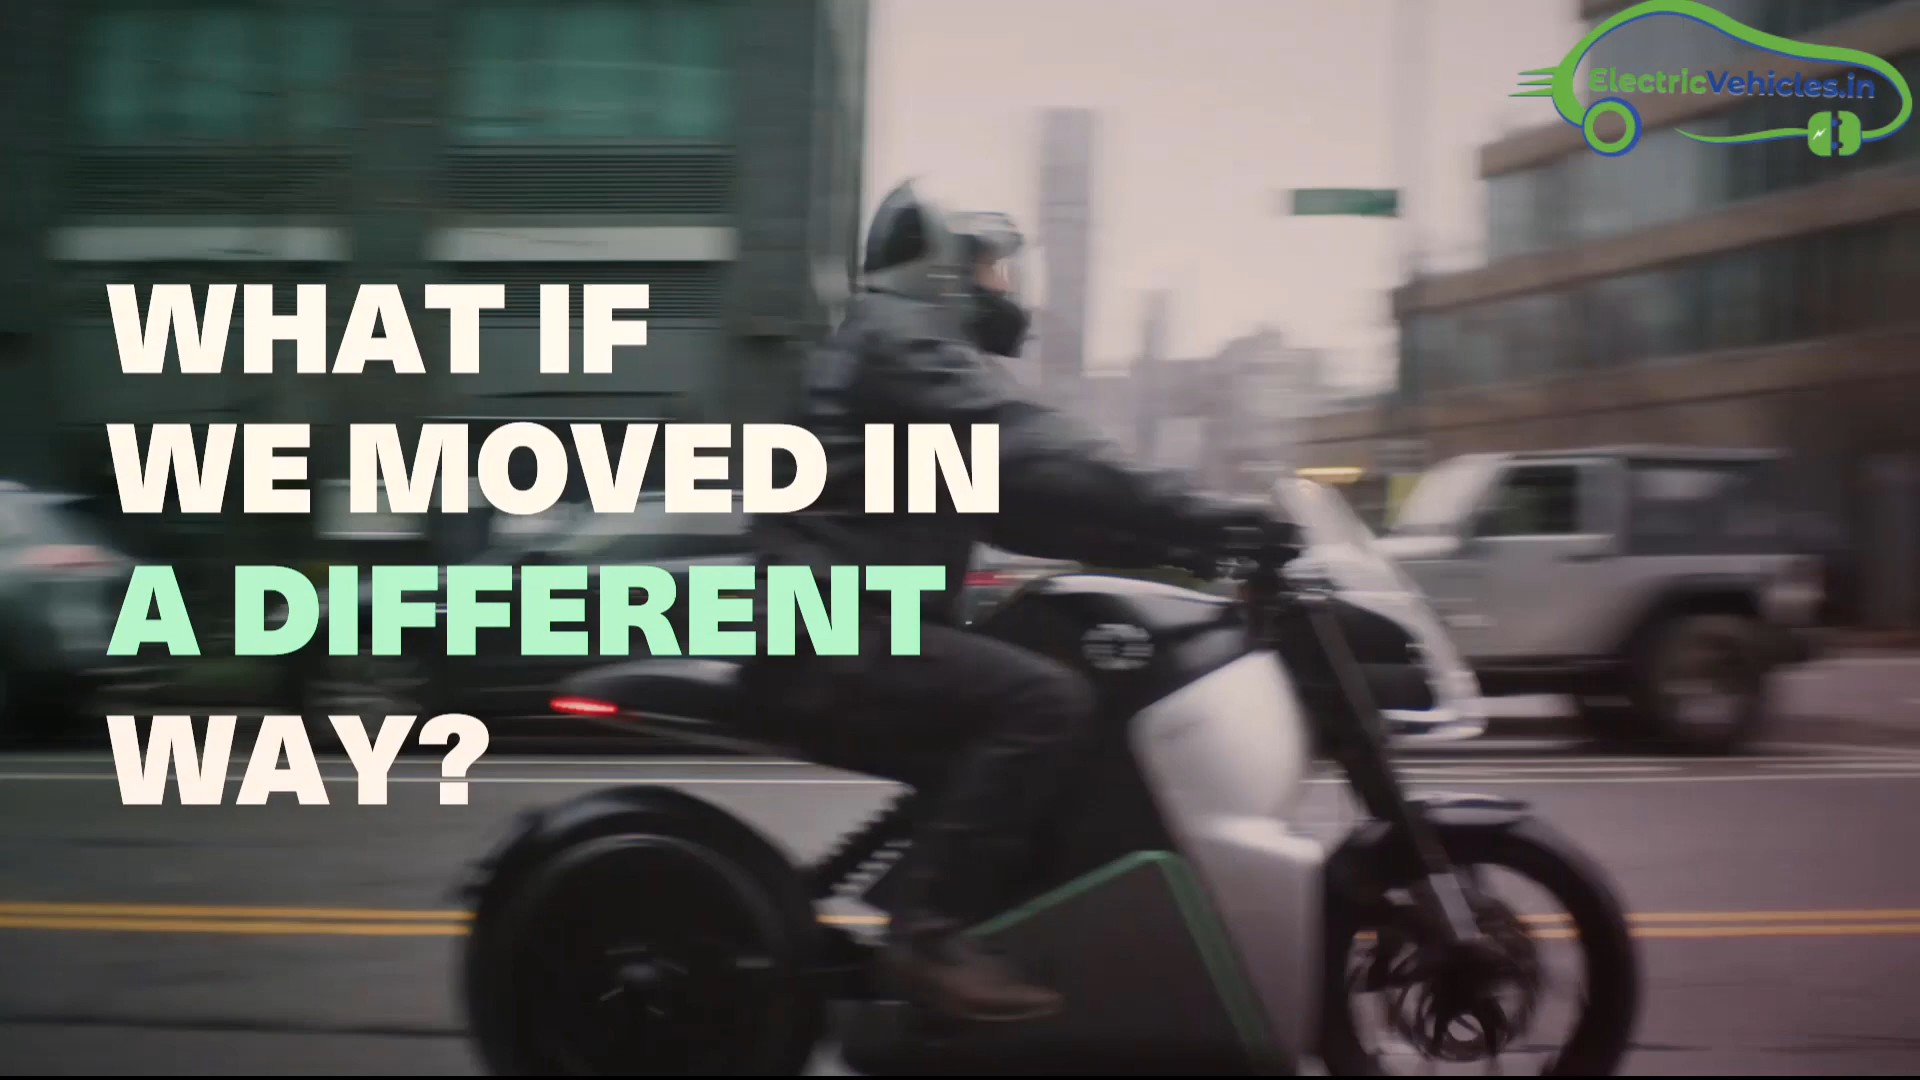 ElectricVehicles.in
WHAT IF
WE MOVED IN
A DIFFERENT
WAY?